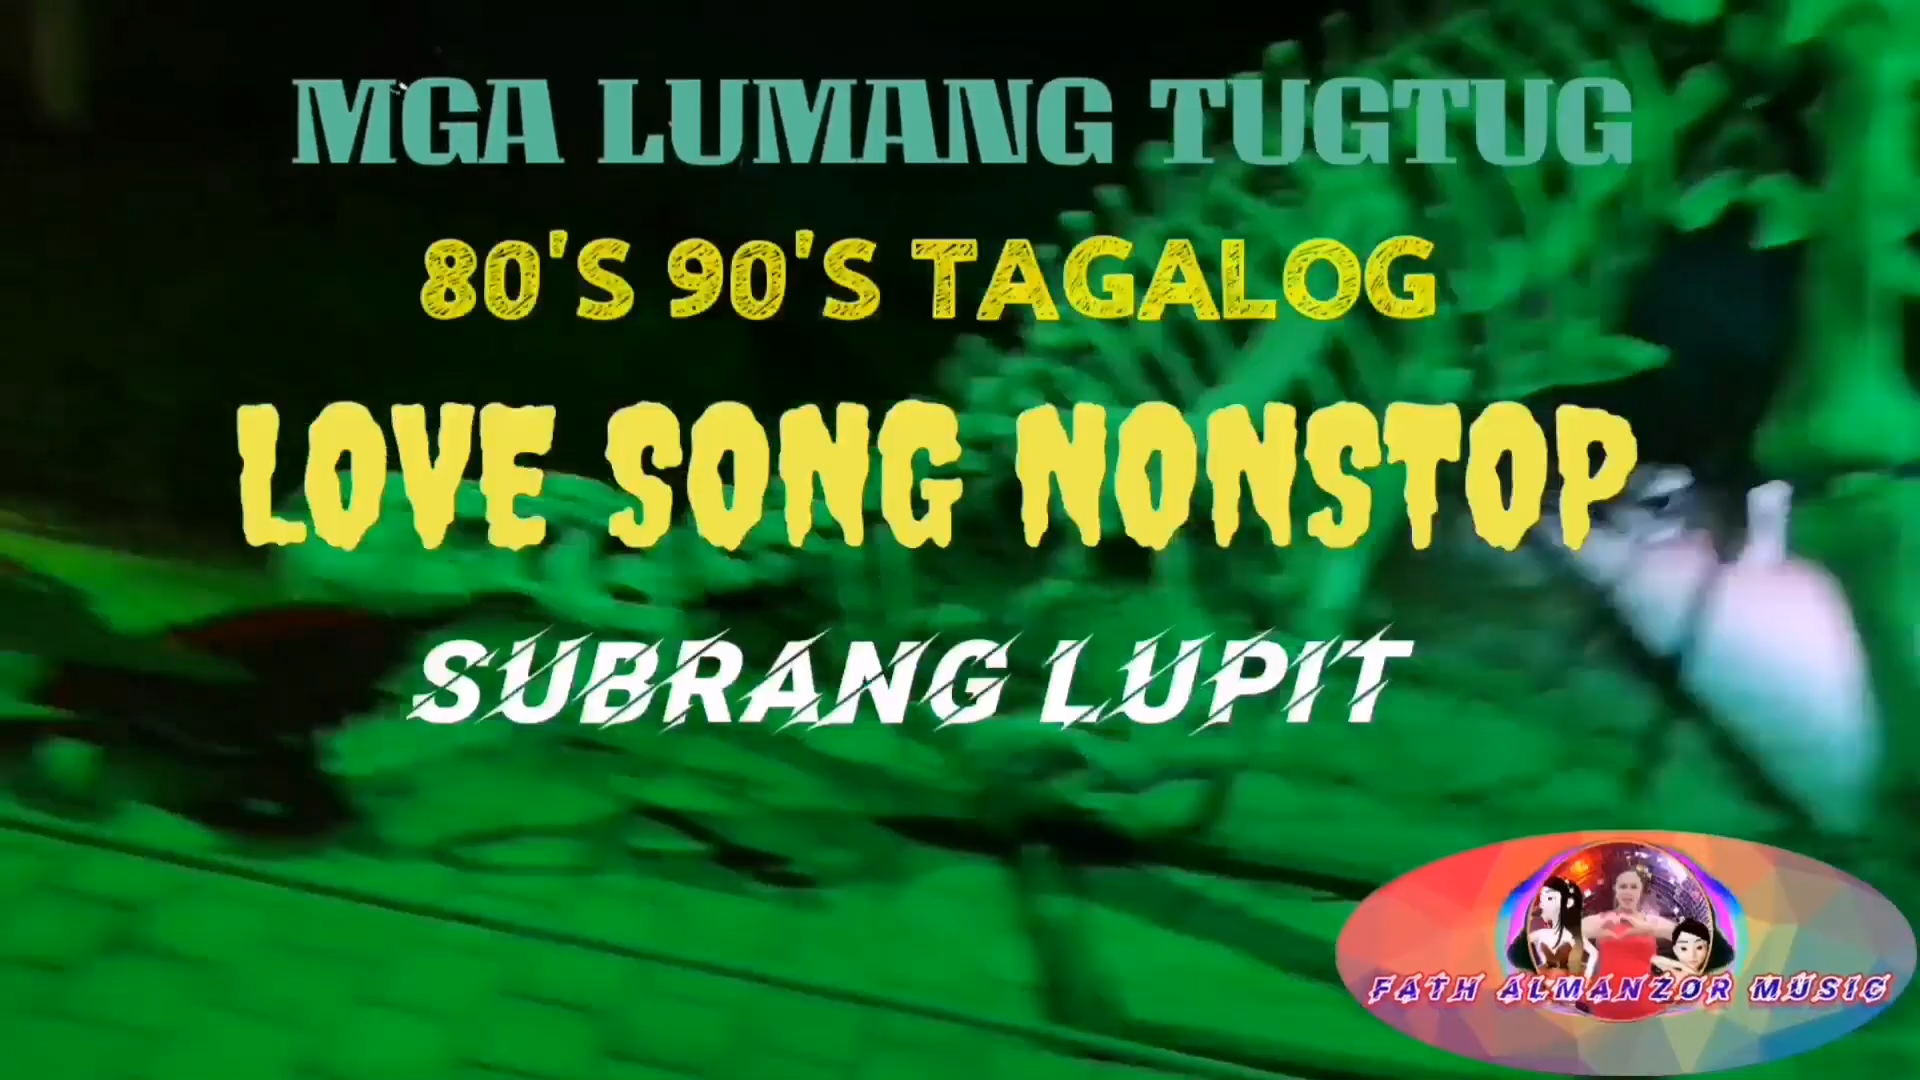 MGA LUMANG TUGTUG
80'S 90'S TAGALOG
LOVE SONG NONSTOP
SUBRANG LUPIT
FATH ALMANZOR MUSIC